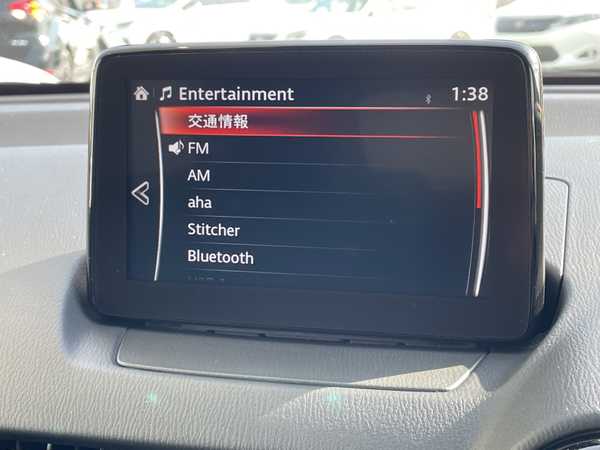 Entertainment 1:38
交通情報
FM
AM
aha
Stitcher
Bluetooth